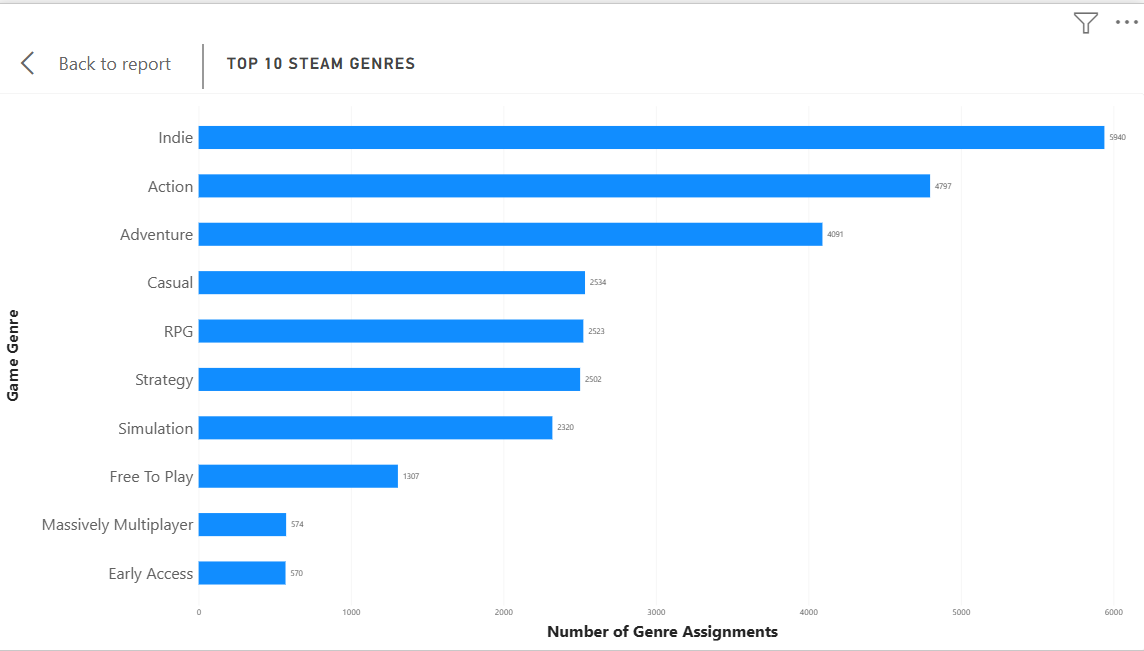 Back to report
TOP 10 STEAM GENRES
Game Genre
Indie 5940
Action 4797
Adventure 4091
Casual 2534
RPG 2523
Strategy 2502
Simulation 2320
Free To Play 1307
Massively Multiplayer 574
Early Access 570
0 1000 2000 3000 4000 5000 6000
Number of Genre Assignments